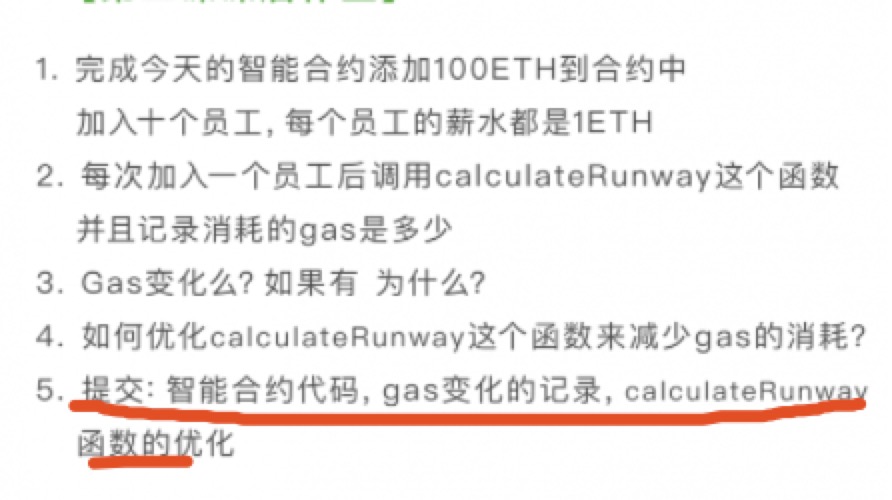 1. 完成今天的智能合约添加100ETH到合约中
加入十个员工, 每个员工的薪水都是1ETH
2. 每次加入一个员工后调用calculateRunway这个函数
并且记录消耗的gas是多少
3. Gas变化么? 如果有 为什么?
4. 如何优化calculateRunway这个函数来减少gas的消耗?
5. 提交: 智能合约代码, gas变化的记录, calculateRunway
函数的优化